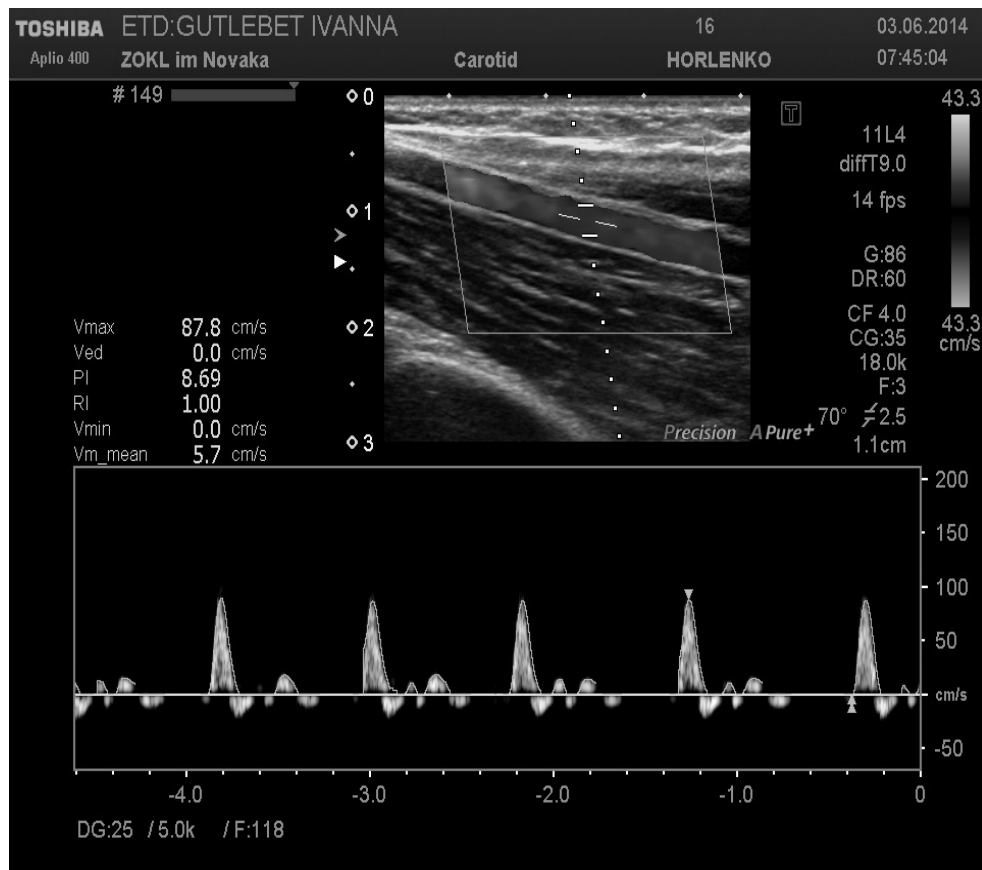 TOSHIBA ETD:GUTLEBET IVANNA 16 03.06.2014
Aplio 400 ZOKL im Novaka Carotid HORLENKO 07:45:04
#149
0
1
2
3
T
43.3
43.3
cm/s
11L4
diffT9.0
14 fps
G:86
DR:60
CF 4.0
CG:35
18.0k
F:3
70° 2.5
1.1cm
Precision APure+
Vmax 87.8 cm/s
Ved 0.0 cm/s
PI 8.69
RI 1.00
Vmin 0.0 cm/s
Vm_mean 5.7 cm/s
200
150
100
50
cm/s
-50
-4.0 -3.0 -2.0 -1.0 0
DG:25 /5.0k /F:118